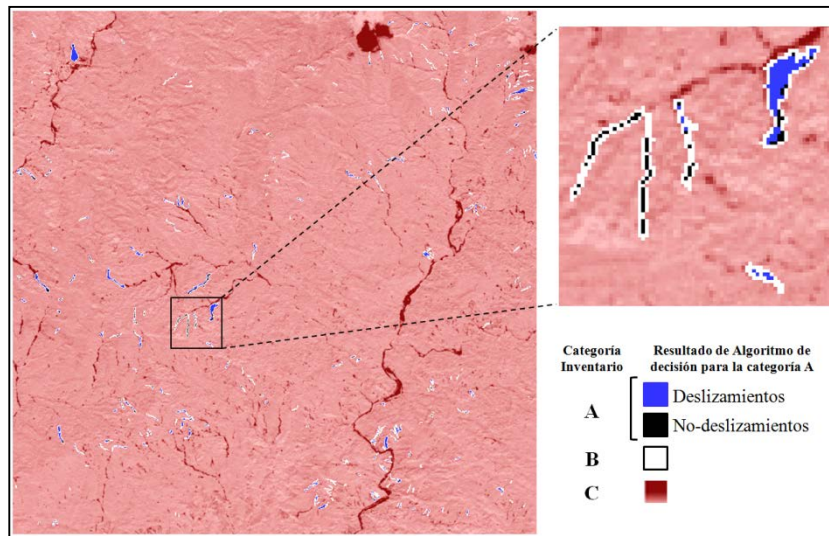 Categoría Resultado de Algoritmo de
Inventario decisión para la categoría A
A
Deslizamientos
No-deslizamientos
B
C